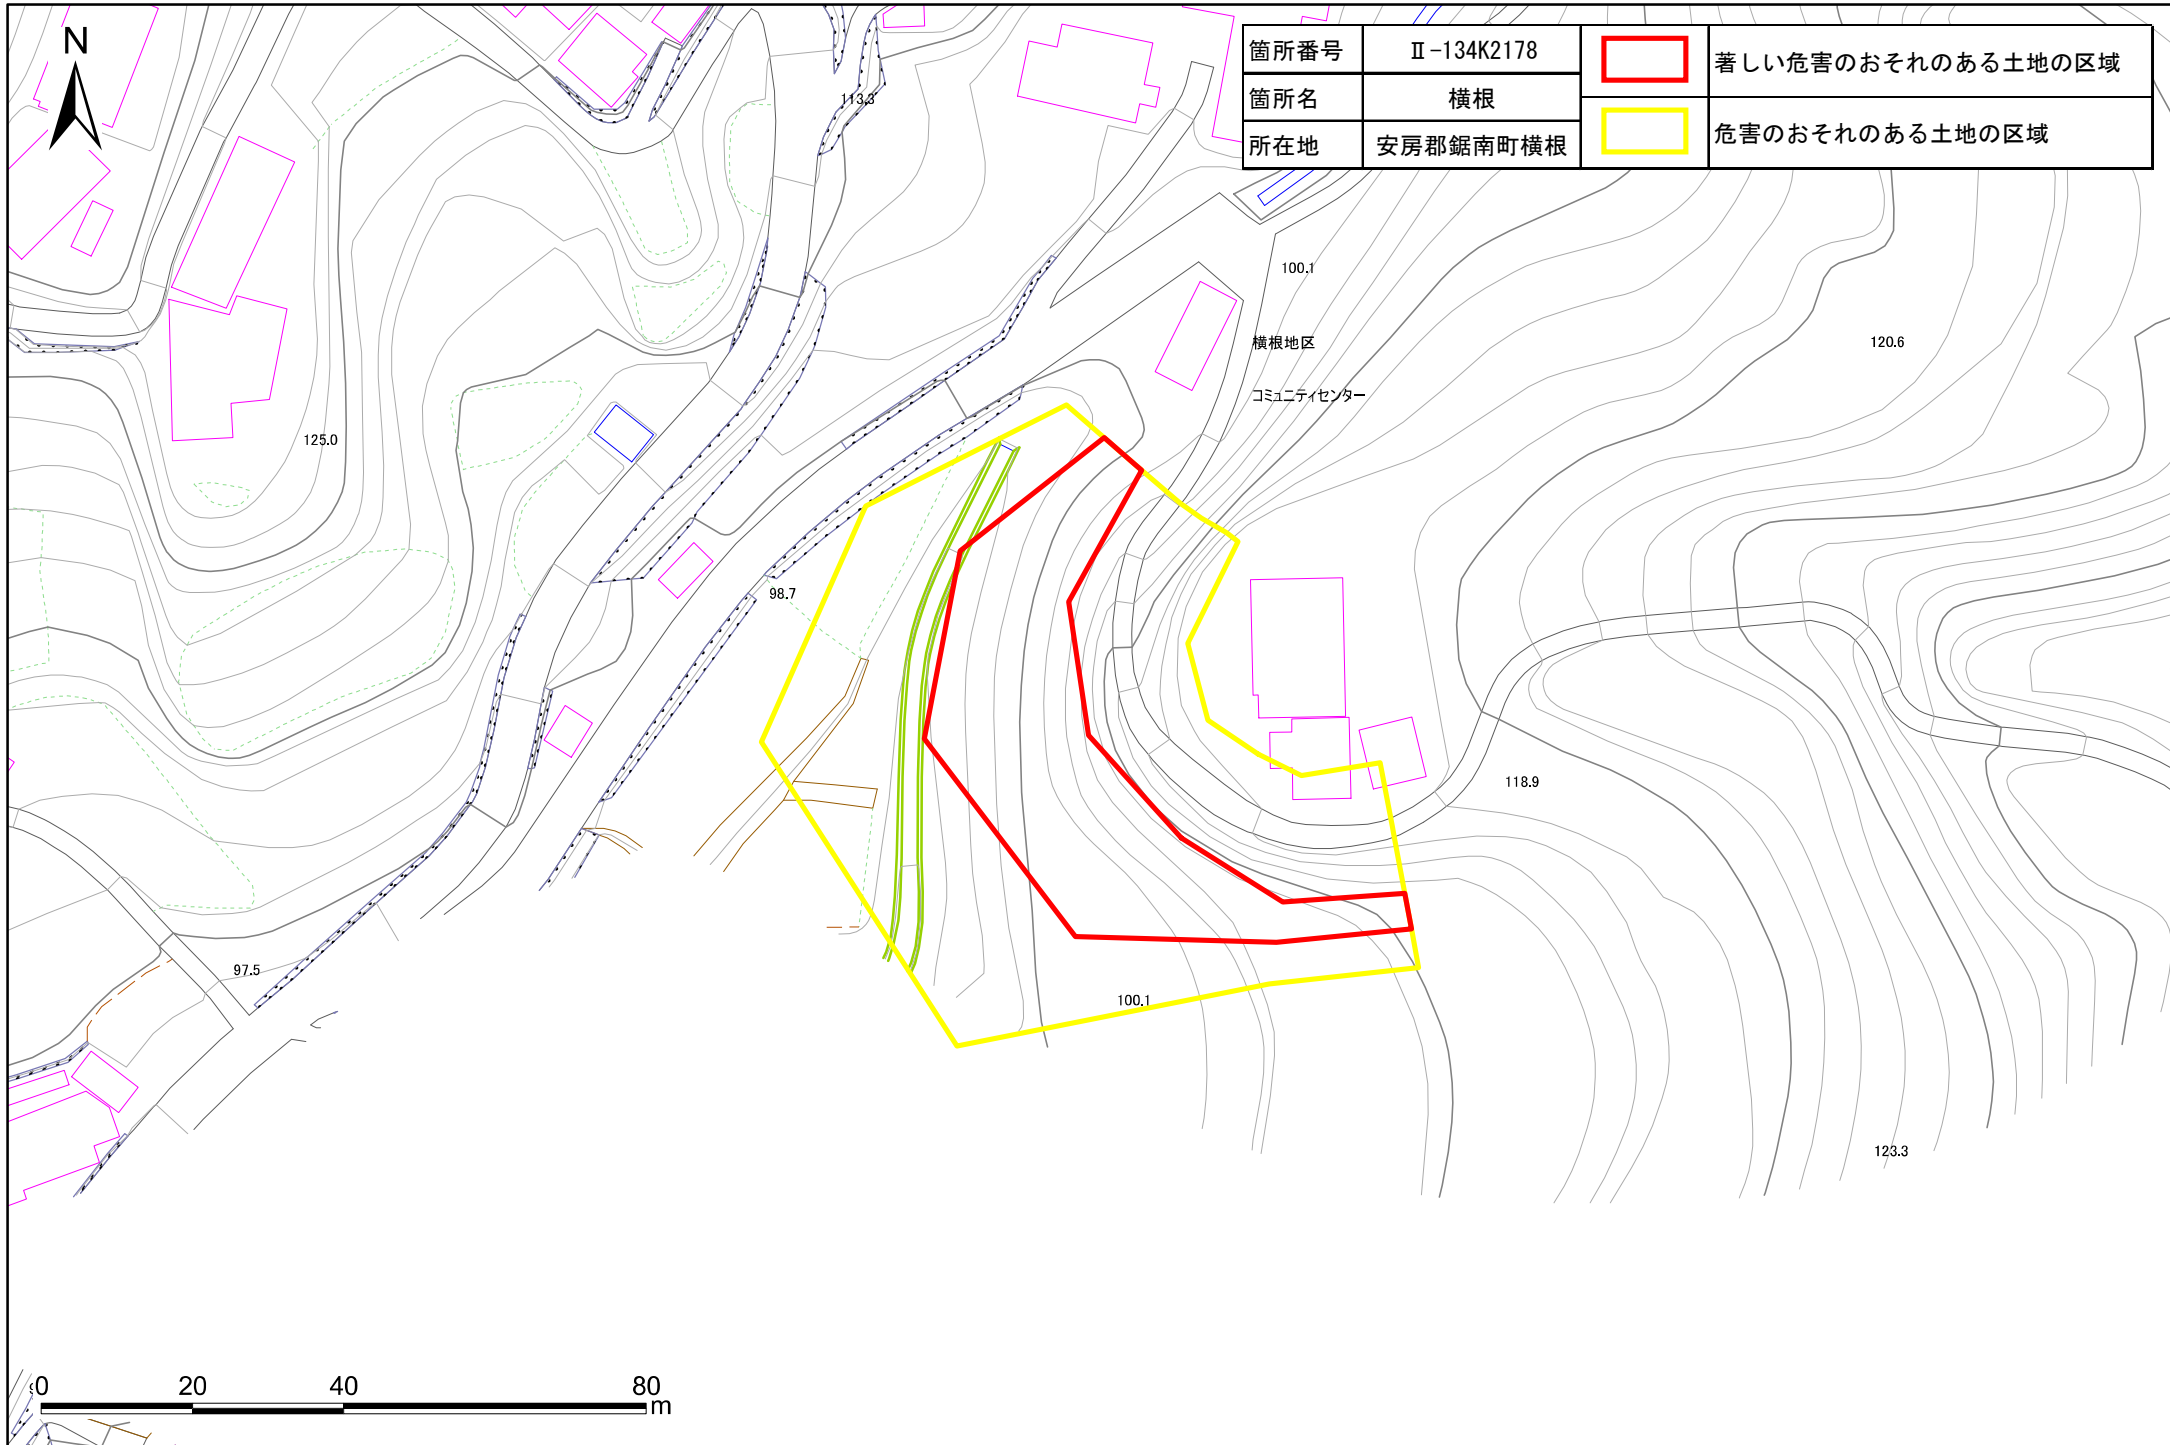 N
箇所番号 Ⅱ-134K2178 著しい危害のおそれのある土地の区域
箇所名 横根
危害のおそれのある土地の区域
所在地 安房郡鋸南町横根
113.3
100.1
横根地区
コミュニティセンター
120.6
125.0
98.7
118.9
97.5
100.1
123.3
0 20 40 80
m